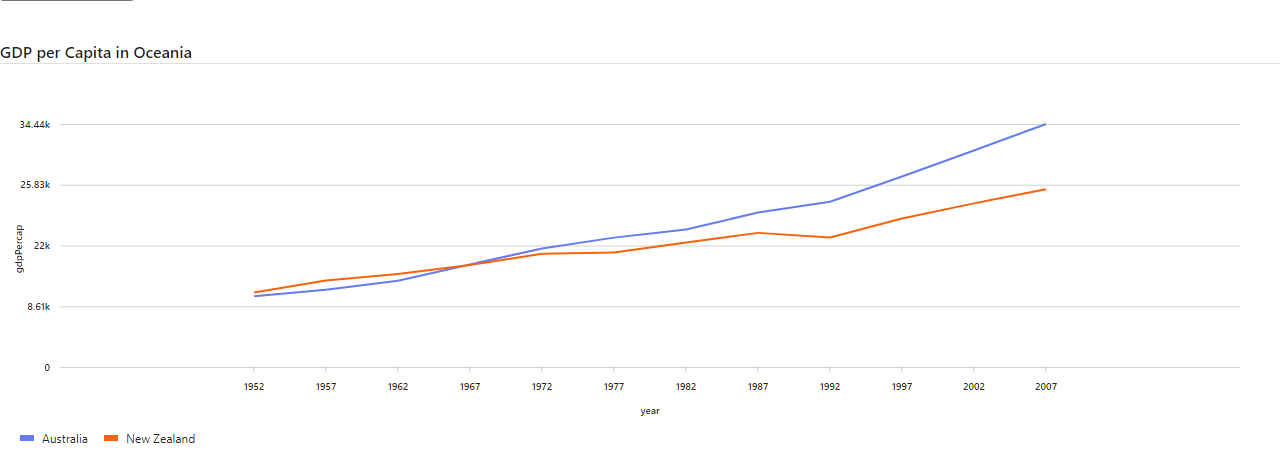 GDP per Capita in Oceania
34.44k
25.83k
22k
8.61k
0
gdpPercap
1952 1957 1962 1967 1972 1977 1982 1987 1992 1997 2002 2007
year
Australia New Zealand